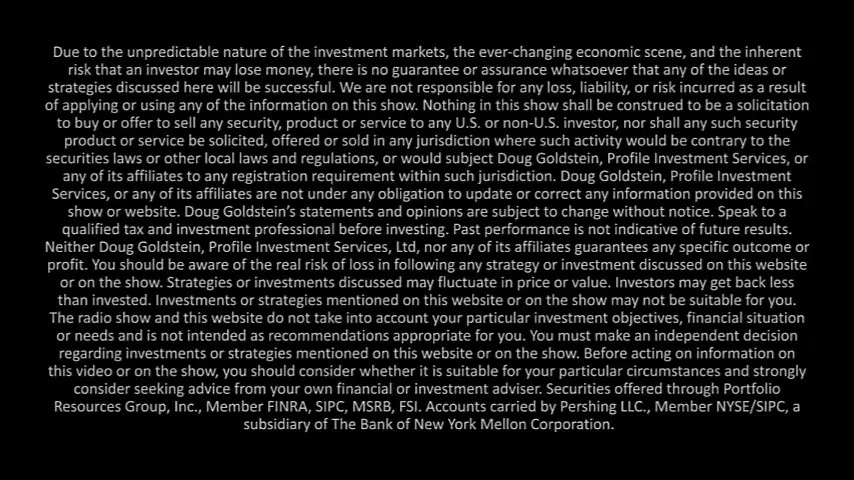 Due to the unpredictable nature of the investment markets, the ever-changing economic scene, and the inherent
risk that an investor may lose money, there is no guarantee or assurance whatsoever that any of the ideas or
strategies discussed here will be successful. We are not responsible for any loss, liability, or risk incurred as a result
of applying or using any of the information on this show. Nothing in this show shall be construed to be a solicitation
to buy or offer to sell any security, product or service to any U.S. or non-U.S. investor, nor shall any such security
product or service be solicited, offered or sold in any jurisdiction where such activity would be contrary to the
securities laws or other local laws and regulations, or would subject Doug Goldstein, Profile Investment Services, or
any of its affiliates to any registration requirement within such jurisdiction. Doug Goldstein, Profile Investment
Services, or any of its affiliates are not under any obligation to update or correct any information provided on this
show or website. Doug Goldstein's statements and opinions are subject to change without notice. Speak to a
qualified tax and investment professional before investing. Past performance is not indicative of future results.
Neither Doug Goldstein, Profile Investment Services, Ltd, nor any of its affiliates guarantees any specific outcome or
profit. You should be aware of the real risk of loss in following any strategy or investment discussed on this website
or on the show. Strategies or investments discussed may fluctuate in price or value. Investors may get back less
than invested. Investments or strategies mentioned on this website or on the show may not be suitable for you.
The radio show and this website do not take into account your particular investment objectives, financial situation
or needs and is not intended as recommendations appropriate for you. You must make an independent decision
regarding investments or strategies mentioned on this website or on the show. Before acting on information on
this video or on the show, you should consider whether it is suitable for your particular circumstances and strongly
consider seeking advice from your own financial or investment adviser. Securities offered through Portfolio
Resources Group, Inc., Member FINRA, SIPC, MSRB, FSI. Accounts carried by Pershing LLC., Member NYSE/SIPC, a
subsidiary of The Bank of New York Mellon Corporation.